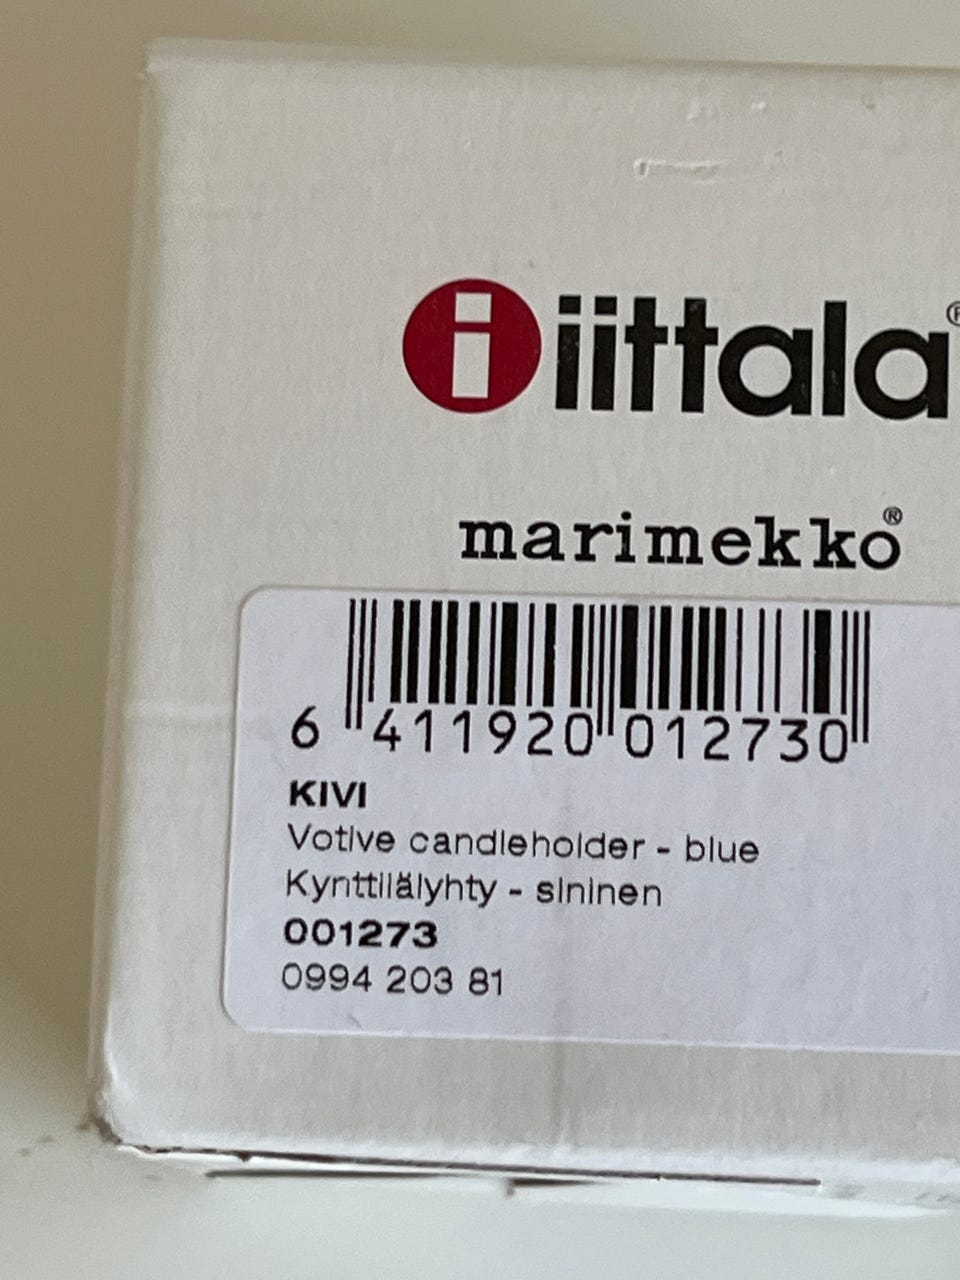 i iittala®
marimekko®
6 411920 012730
KIVI
Votive candleholder - blue
Kynttilälyhty - sininen
001273
0994 203 81